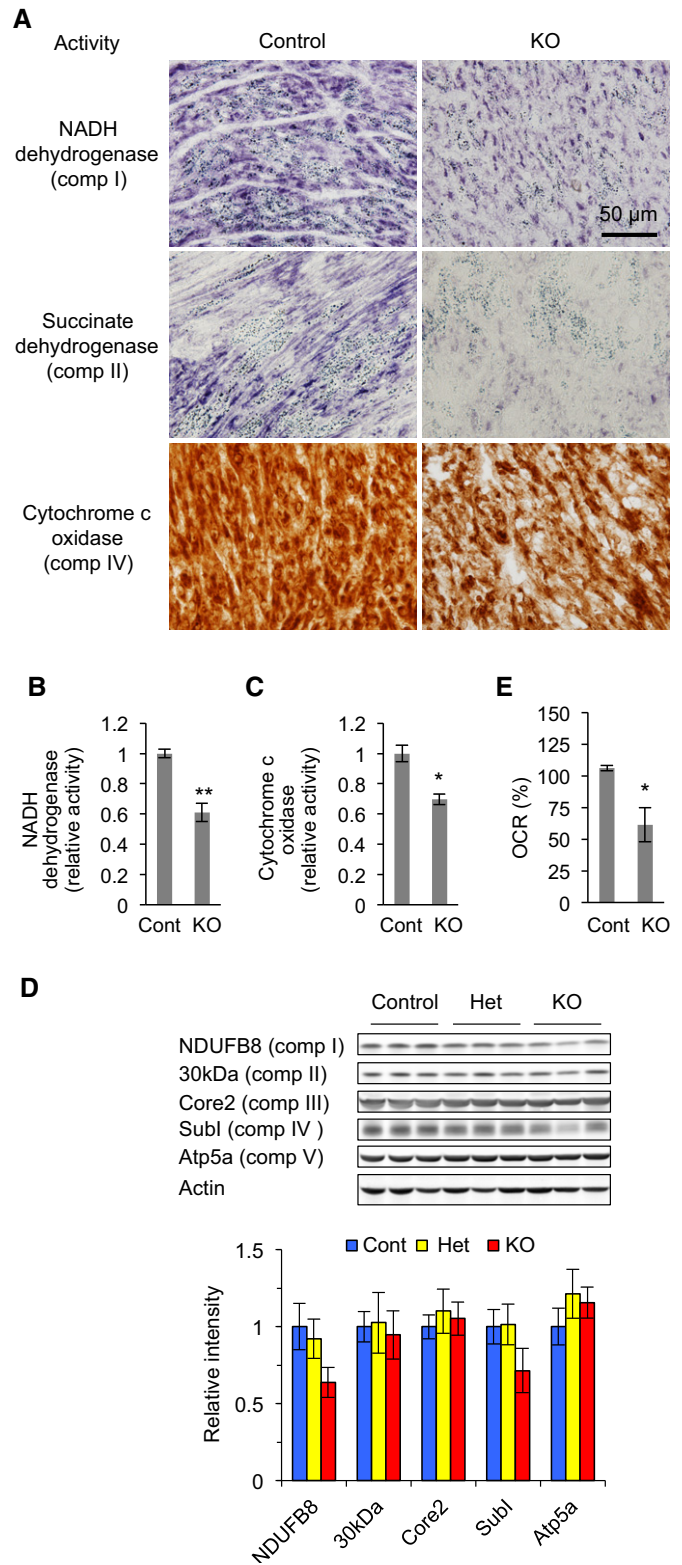 A
Activity
Control
KO
NADH
dehydrogenase
(comp I)
50 µm
Succinate
dehydrogenase
(comp II)
Cytochrome c
oxidase
(comp IV)
B
NADH
dehydrogenase
(relative activity)
1.2
1
0.8
0.6
0.4
0.2
0
**
Cont KO
C
Cytochrome c
oxidase
(relative activity)
1.2
1
0.8
0.6
0.4
0.2
0
*
Cont KO
E
OCR (%)
150
125
100
75
50
25
0
*
Cont KO
D
Control Het KO
NDUFB8 (comp I)
30kDa (comp II)
Core2 (comp III)
SubI (comp IV )
Atp5a (comp V)
Actin
Cont Het KO
Relative intensity
1.5
1
0.5
0
NDUFB8
30kDa
Core2
SubI
Atp5a